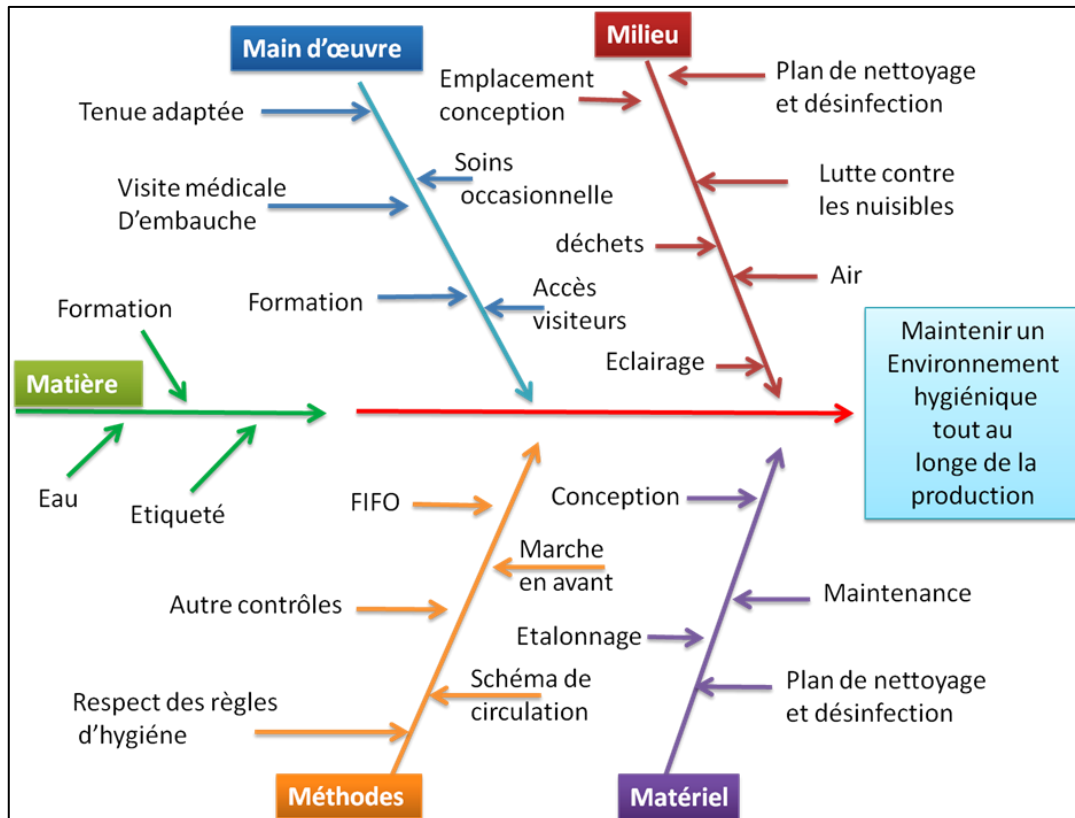 Main d'œuvre
Milieu
Tenue adaptée
Emplacement
conception
Plan de nettoyage
et désinfection
Visite médicale
D'embauche
Soins
occasionnelle
Lutte contre
les nuisibles
déchets
Air
Formation
Accès
visiteurs
Eclairage
Formation
Matière
Eau
Etiqueté
Maintenir un
Environnement
hygiénique
tout au
longe de la
production
FIFO
Marche
en avant
Autre contrôles
Schéma de
circulation
Respect des règles
d'hygiéne
Méthodes
Conception
Maintenance
Etalonnage
Plan de nettoyage
et désinfection
Matériel